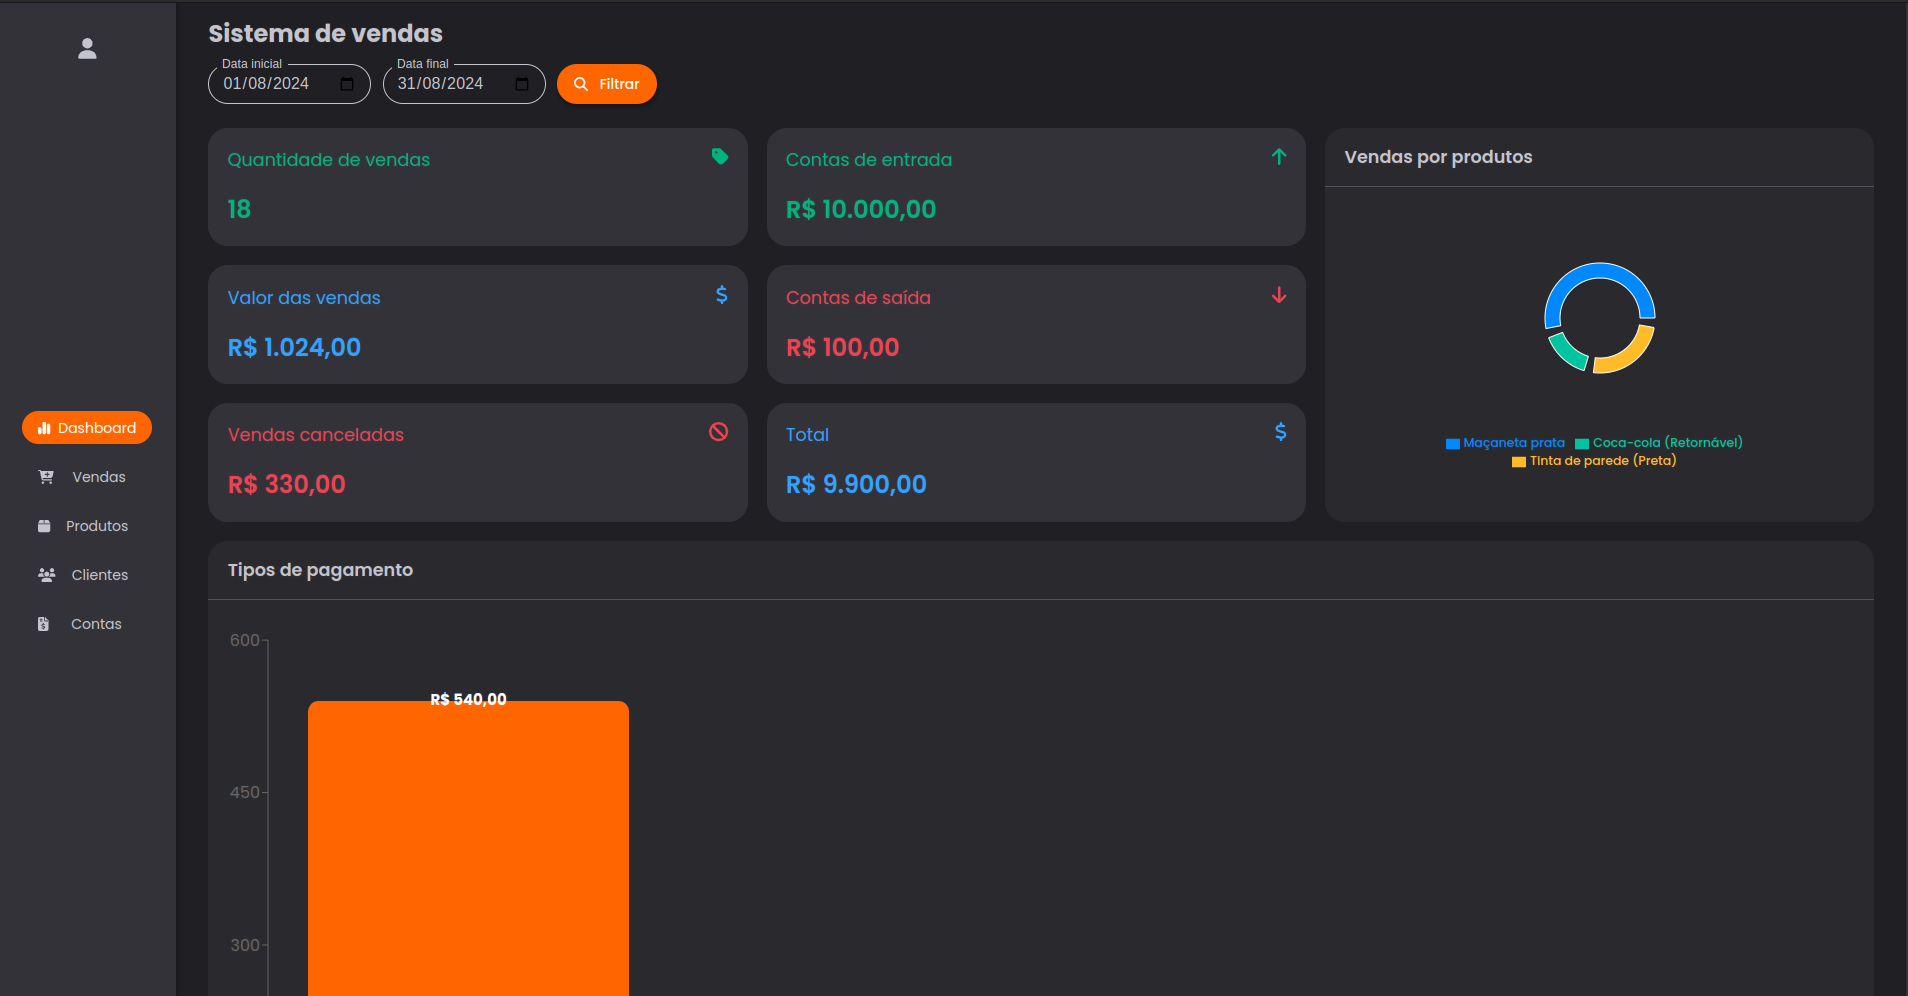 Sistema de vendas
Data inicial
01/08/2024
Data final
31/08/2024
Filtrar
Quantidade de vendas
18
Contas de entrada
R$ 10.000,00
Vendas por produtos
Valor das vendas
R$ 1.024,00
Contas de saída
R$ 100,00
Vendas canceladas
R$ 330,00
Total
R$ 9.900,00
Maçaneta prata
Coca-cola (Retornável)
Tinta de parede (Preta)
Dashboard
Vendas
Produtos
Clientes
Contas
Tipos de pagamento
600
R$ 540,00
450
300